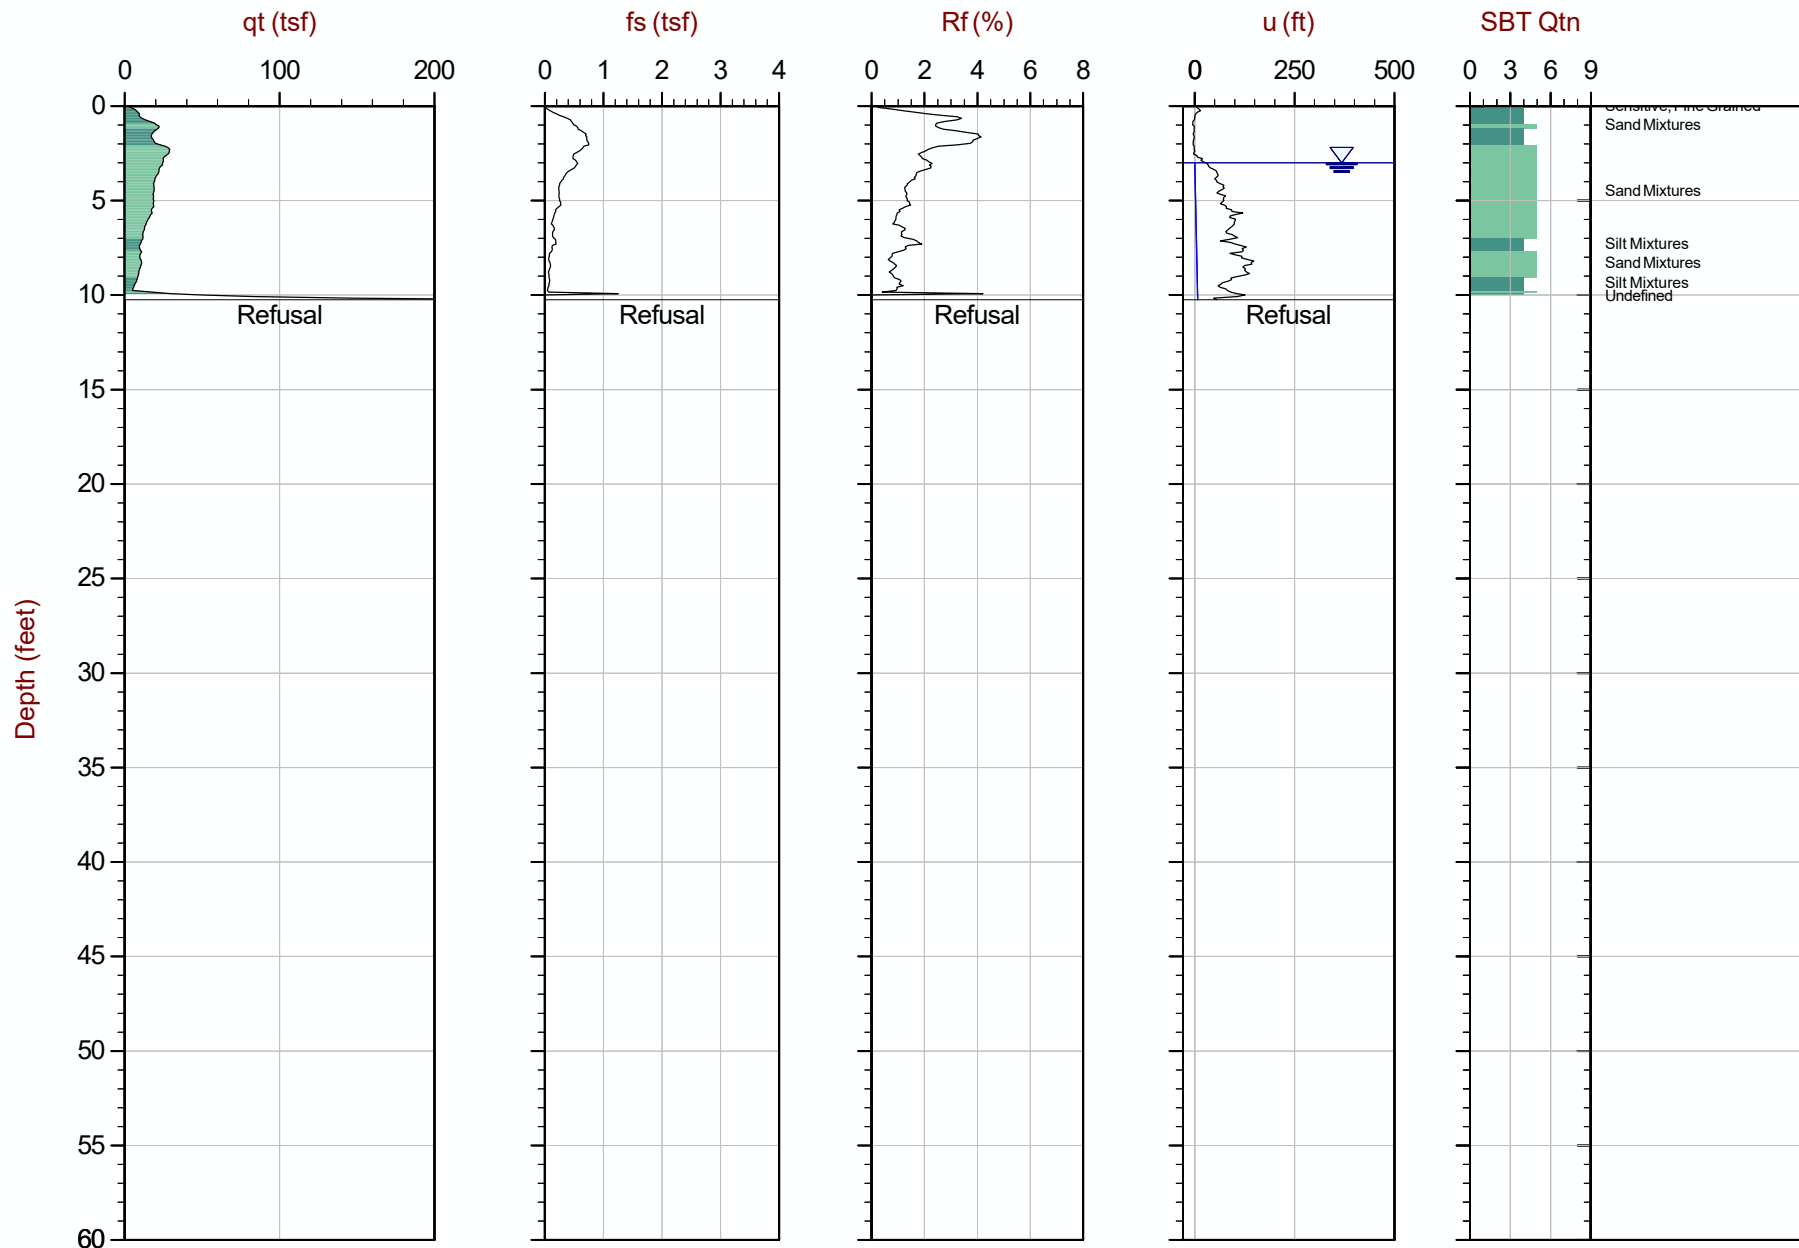 qt (tsf) fs (tsf) Rf (%) u (ft) SBT Qtn
0 100 200 0 1 2 3 4 0 2 4 6 8 0 250 500 0 3 6 9
0
Sensitive, Fine Grained
Sand Mixtures
Sand Mixtures
5
Silt Mixtures
Sand Mixtures
Silt Mixtures
10
Undefined
Refusal Refusal Refusal Refusal
15
20
25
30
Depth (feet)
35
40
45
50
55
60